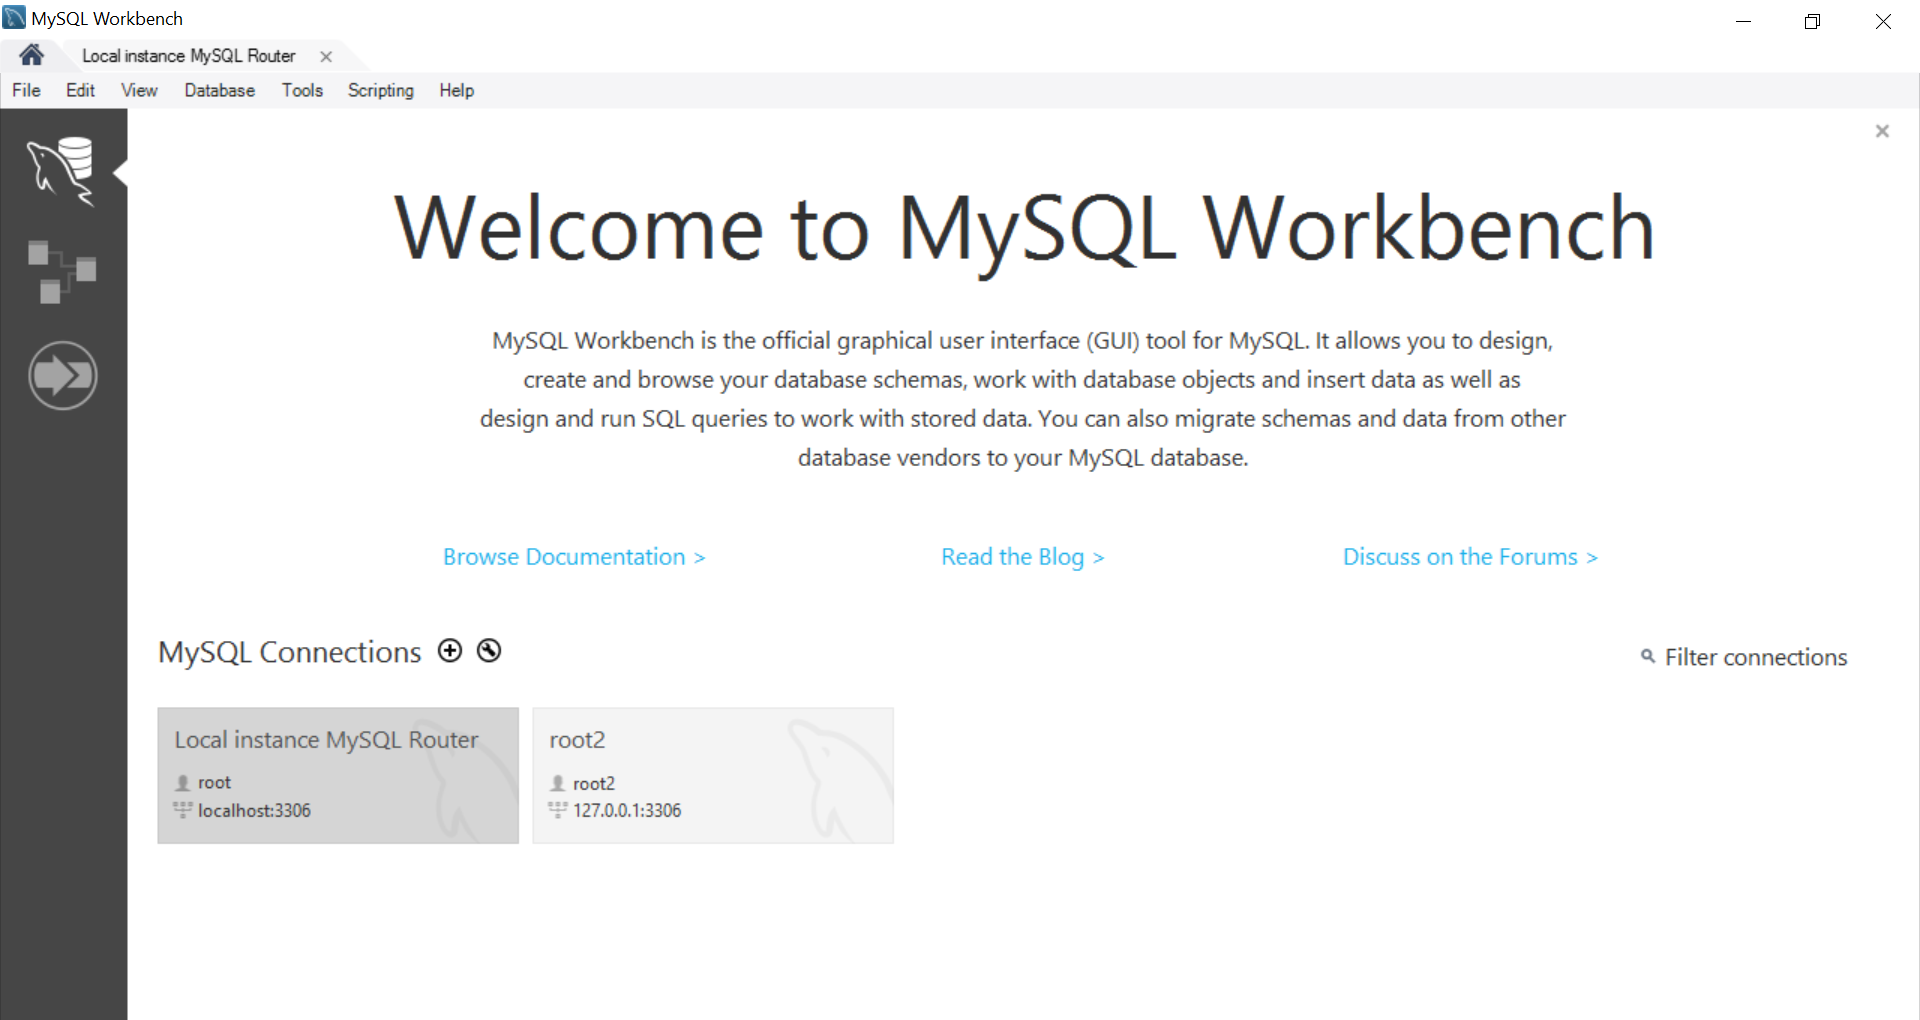 MySQL Workbench
Local instance MySQL Router
File Edit View Database Tools Scripting Help
Welcome to MySQL Workbench
MySQL Workbench is the official graphical user interface (GUI) tool for MySQL. It allows you to design,
create and browse your database schemas, work with database objects and insert data as well as
design and run SQL queries to work with stored data. You can also migrate schemas and data from other
database vendors to your MySQL database.
Browse Documentation >
Read the Blog >
Discuss on the Forums >
MySQL Connections
Filter connections
Local instance MySQL Router
root
localhost:3306
root2
root2
127.0.0.1:3306